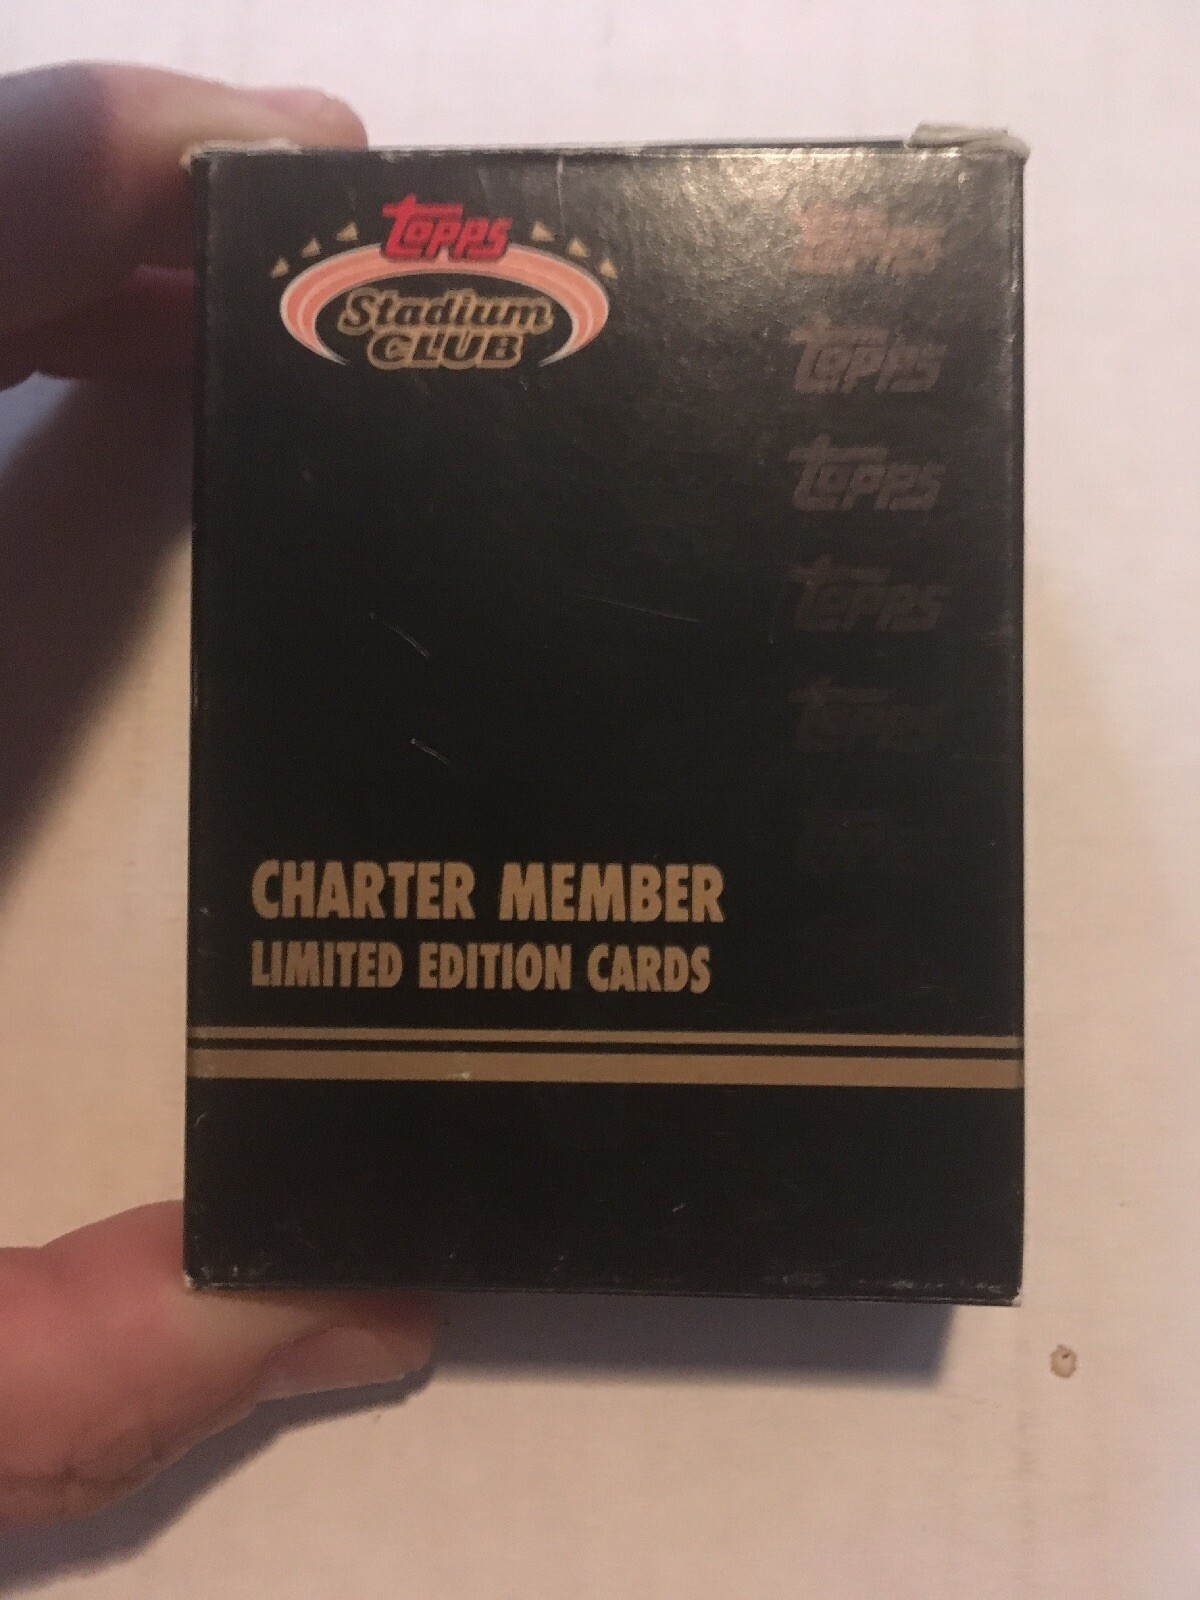 Topps
Stadium
CLUB
Topps
Topps
Topps
Topps
Topps
CHARTER MEMBER
LIMITED EDITION CARDS